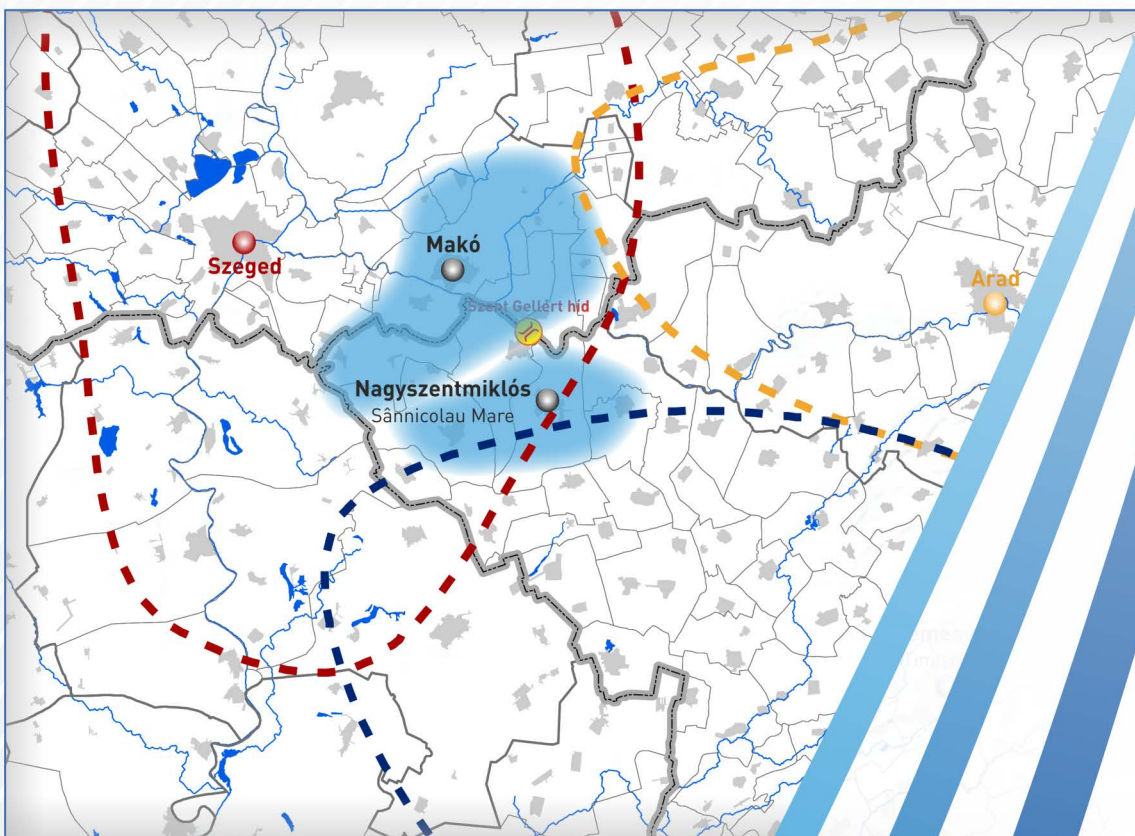 Makó
Szeged
Arad
Szent Gellért híd
Nagyszentmiklós
Sânnicolau Mare